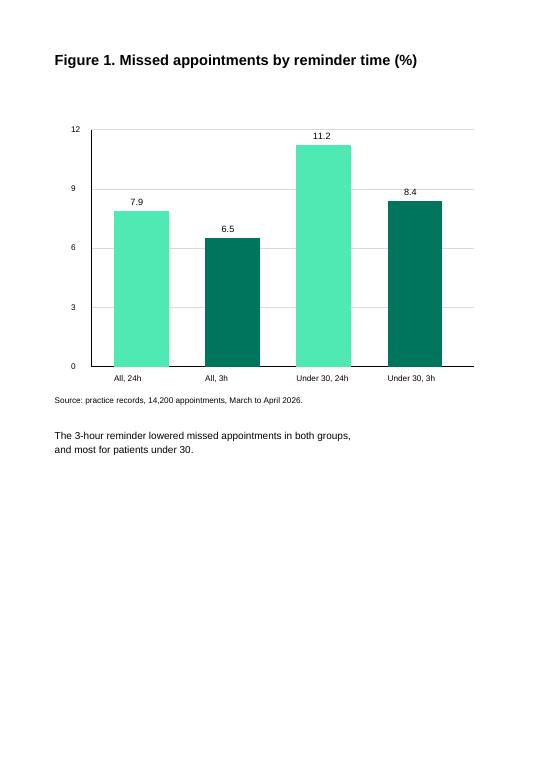 Figure 1. Missed appointments by reminder time (%)
12
9
6
3
0
7.9
6.5
11.2
8.4
All, 24h
All, 3h
Under 30, 24h
Under 30, 3h
Source: practice records, 14,200 appointments, March to April 2026.
The 3-hour reminder lowered missed appointments in both groups,
and most for patients under 30.